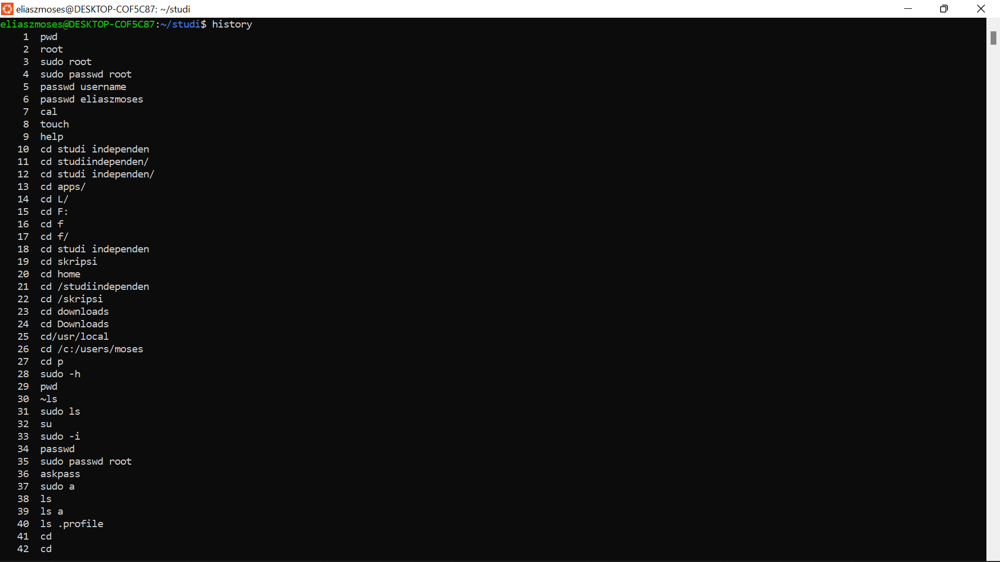 eliaszmoses@DESKTOP-COF5C87: ~/studi
eliaszmoses@DESKTOP-COF5C87:~/studi$ history
1 pwd
2 root
3 sudo root
4 sudo passwd root
5 passwd username
6 passwd eliaszmoses
7 cal
8 touch
9 help
10 cd studi independen
11 cd studiindependen/
12 cd studi independen/
13 cd apps/
14 cd L/
15 cd F:
16 cd f
17 cd f/
18 cd studi independen
19 cd skripsi
20 cd home
21 cd /studiindependen
22 cd /skripsi
23 cd downloads
24 cd Downloads
25 cd/usr/local
26 cd /c:/users/moses
27 cd p
28 sudo -h
29 pwd
30 ~ls
31 sudo ls
32 su
33 sudo -i
34 passwd
35 sudo passwd root
36 askpass
37 sudo a
38 ls
39 ls a
40 ls .profile
41 cd
42 cd